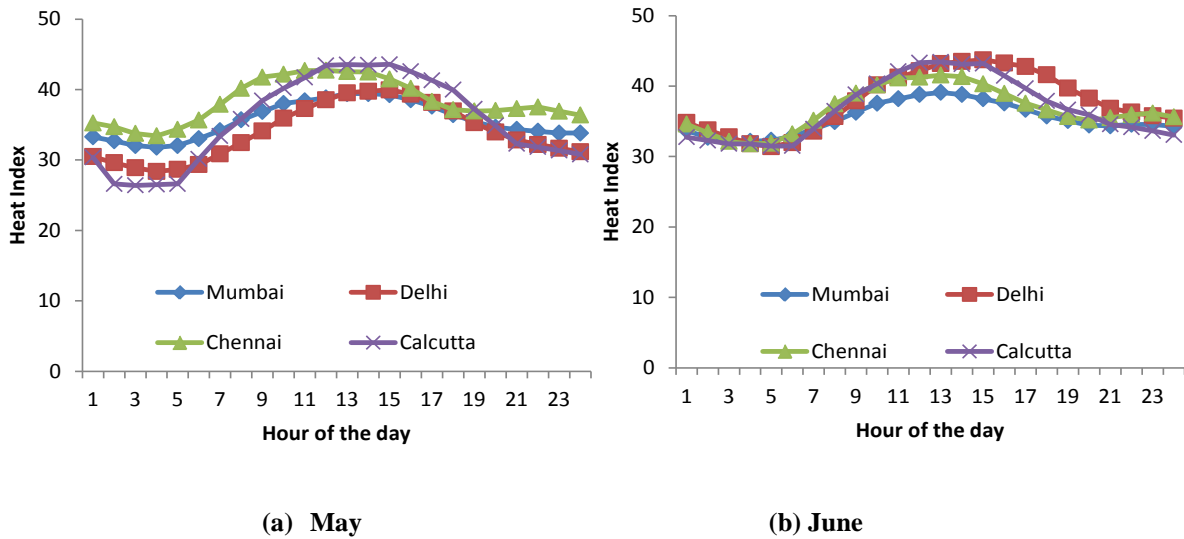 50
40
30
20
10
0
Heat Index
Mumbai
Delhi
Chennai
Calcutta
1 3 5 7 9 11 13 15 17 19 21 23
Hour of the day
(a) May
50
40
30
20
10
0
Heat Index
Mumbai
Delhi
Chennai
Calcutta
1 3 5 7 9 11 13 15 17 19 21 23
Hour of the day
(b) June